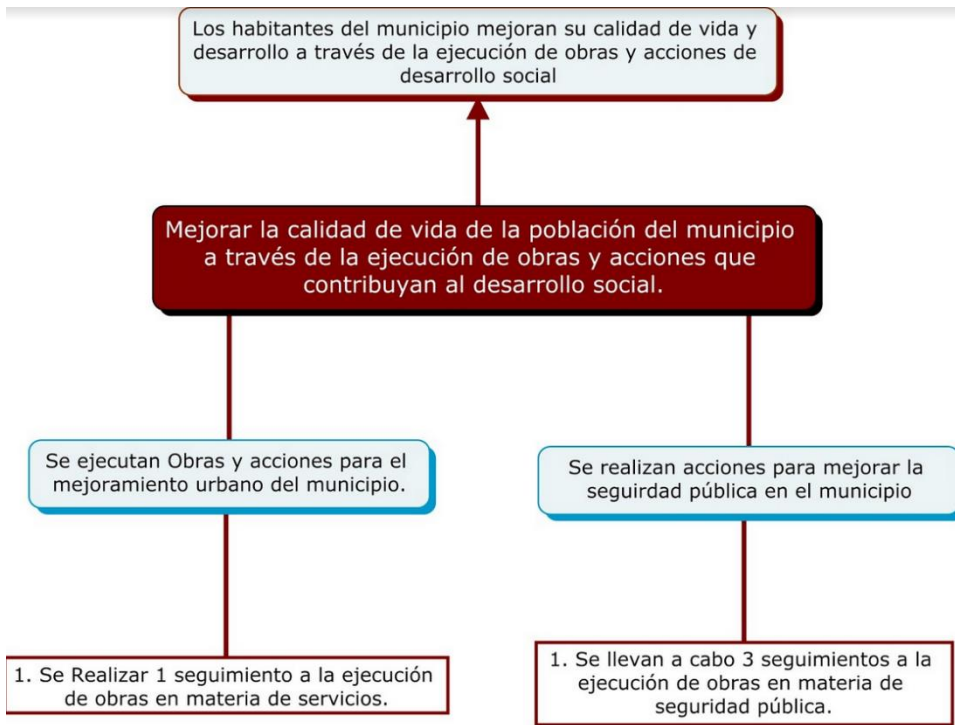 Los habitantes del municipio mejoran su calidad de vida y
desarrollo a través de la ejecución de obras y acciones de
desarrollo social
Mejorar la calidad de vida de la población del municipio
a través de la ejecución de obras y acciones que
contribuyan al desarrollo social.
Se ejecutan Obras y acciones para el
mejoramiento urbano del municipio.
Se realizan acciones para mejorar la
seguirdad pública en el municipio
1. Se Realizar 1 seguimiento a la ejecución
de obras en materia de servicios.
1. Se llevan a cabo 3 seguimientos a la
ejecución de obras en materia de
seguridad pública.